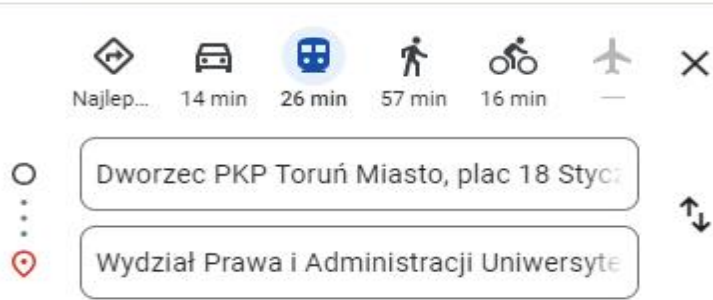 Najlep... 14 min 26 min 57 min 16 min —
Dworzec PKP Toruń Miasto, plac 18 Stycz
Wydział Prawa i Administracji Uniwersyte